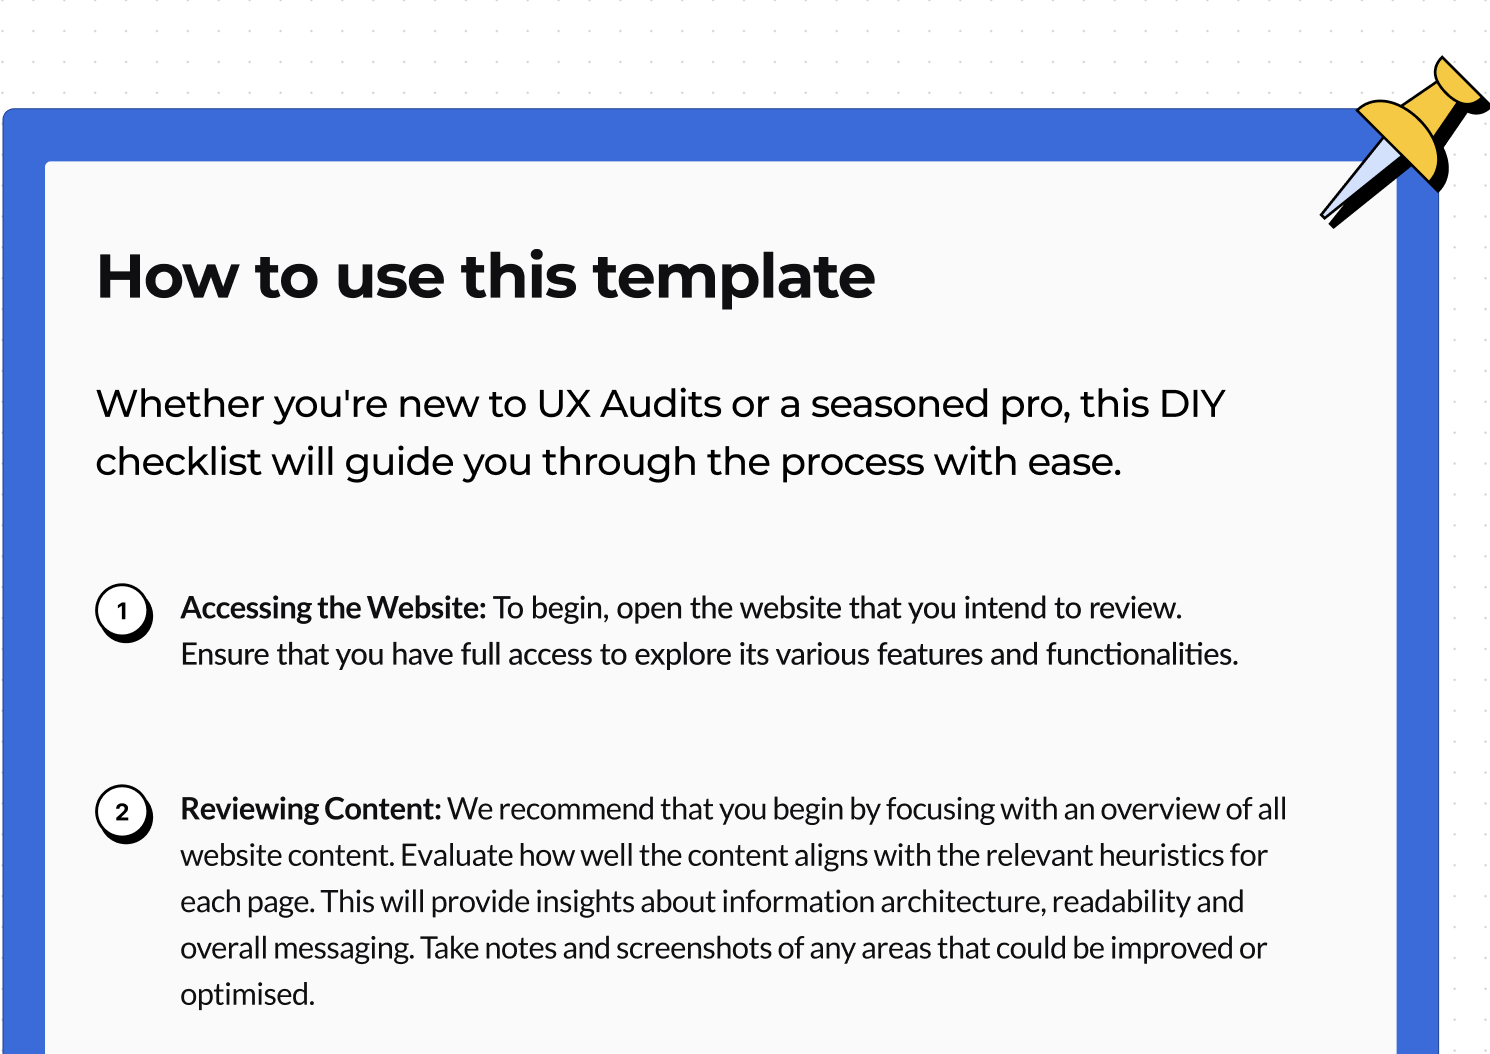 How to use this template
Whether you're new to UX Audits or a seasoned pro, this DIY
checklist will guide you through the process with ease.
1
Accessing the Website: To begin, open the website that you intend to review.
Ensure that you have full access to explore its various features and functionalities.
2
Reviewing Content: We recommend that you begin by focusing with an overview of all
website content. Evaluate how well the content aligns with the relevant heuristics for
each page. This will provide insights about information architecture, readability and
overall messaging. Take notes and screenshots of any areas that could be improved or
optimised.